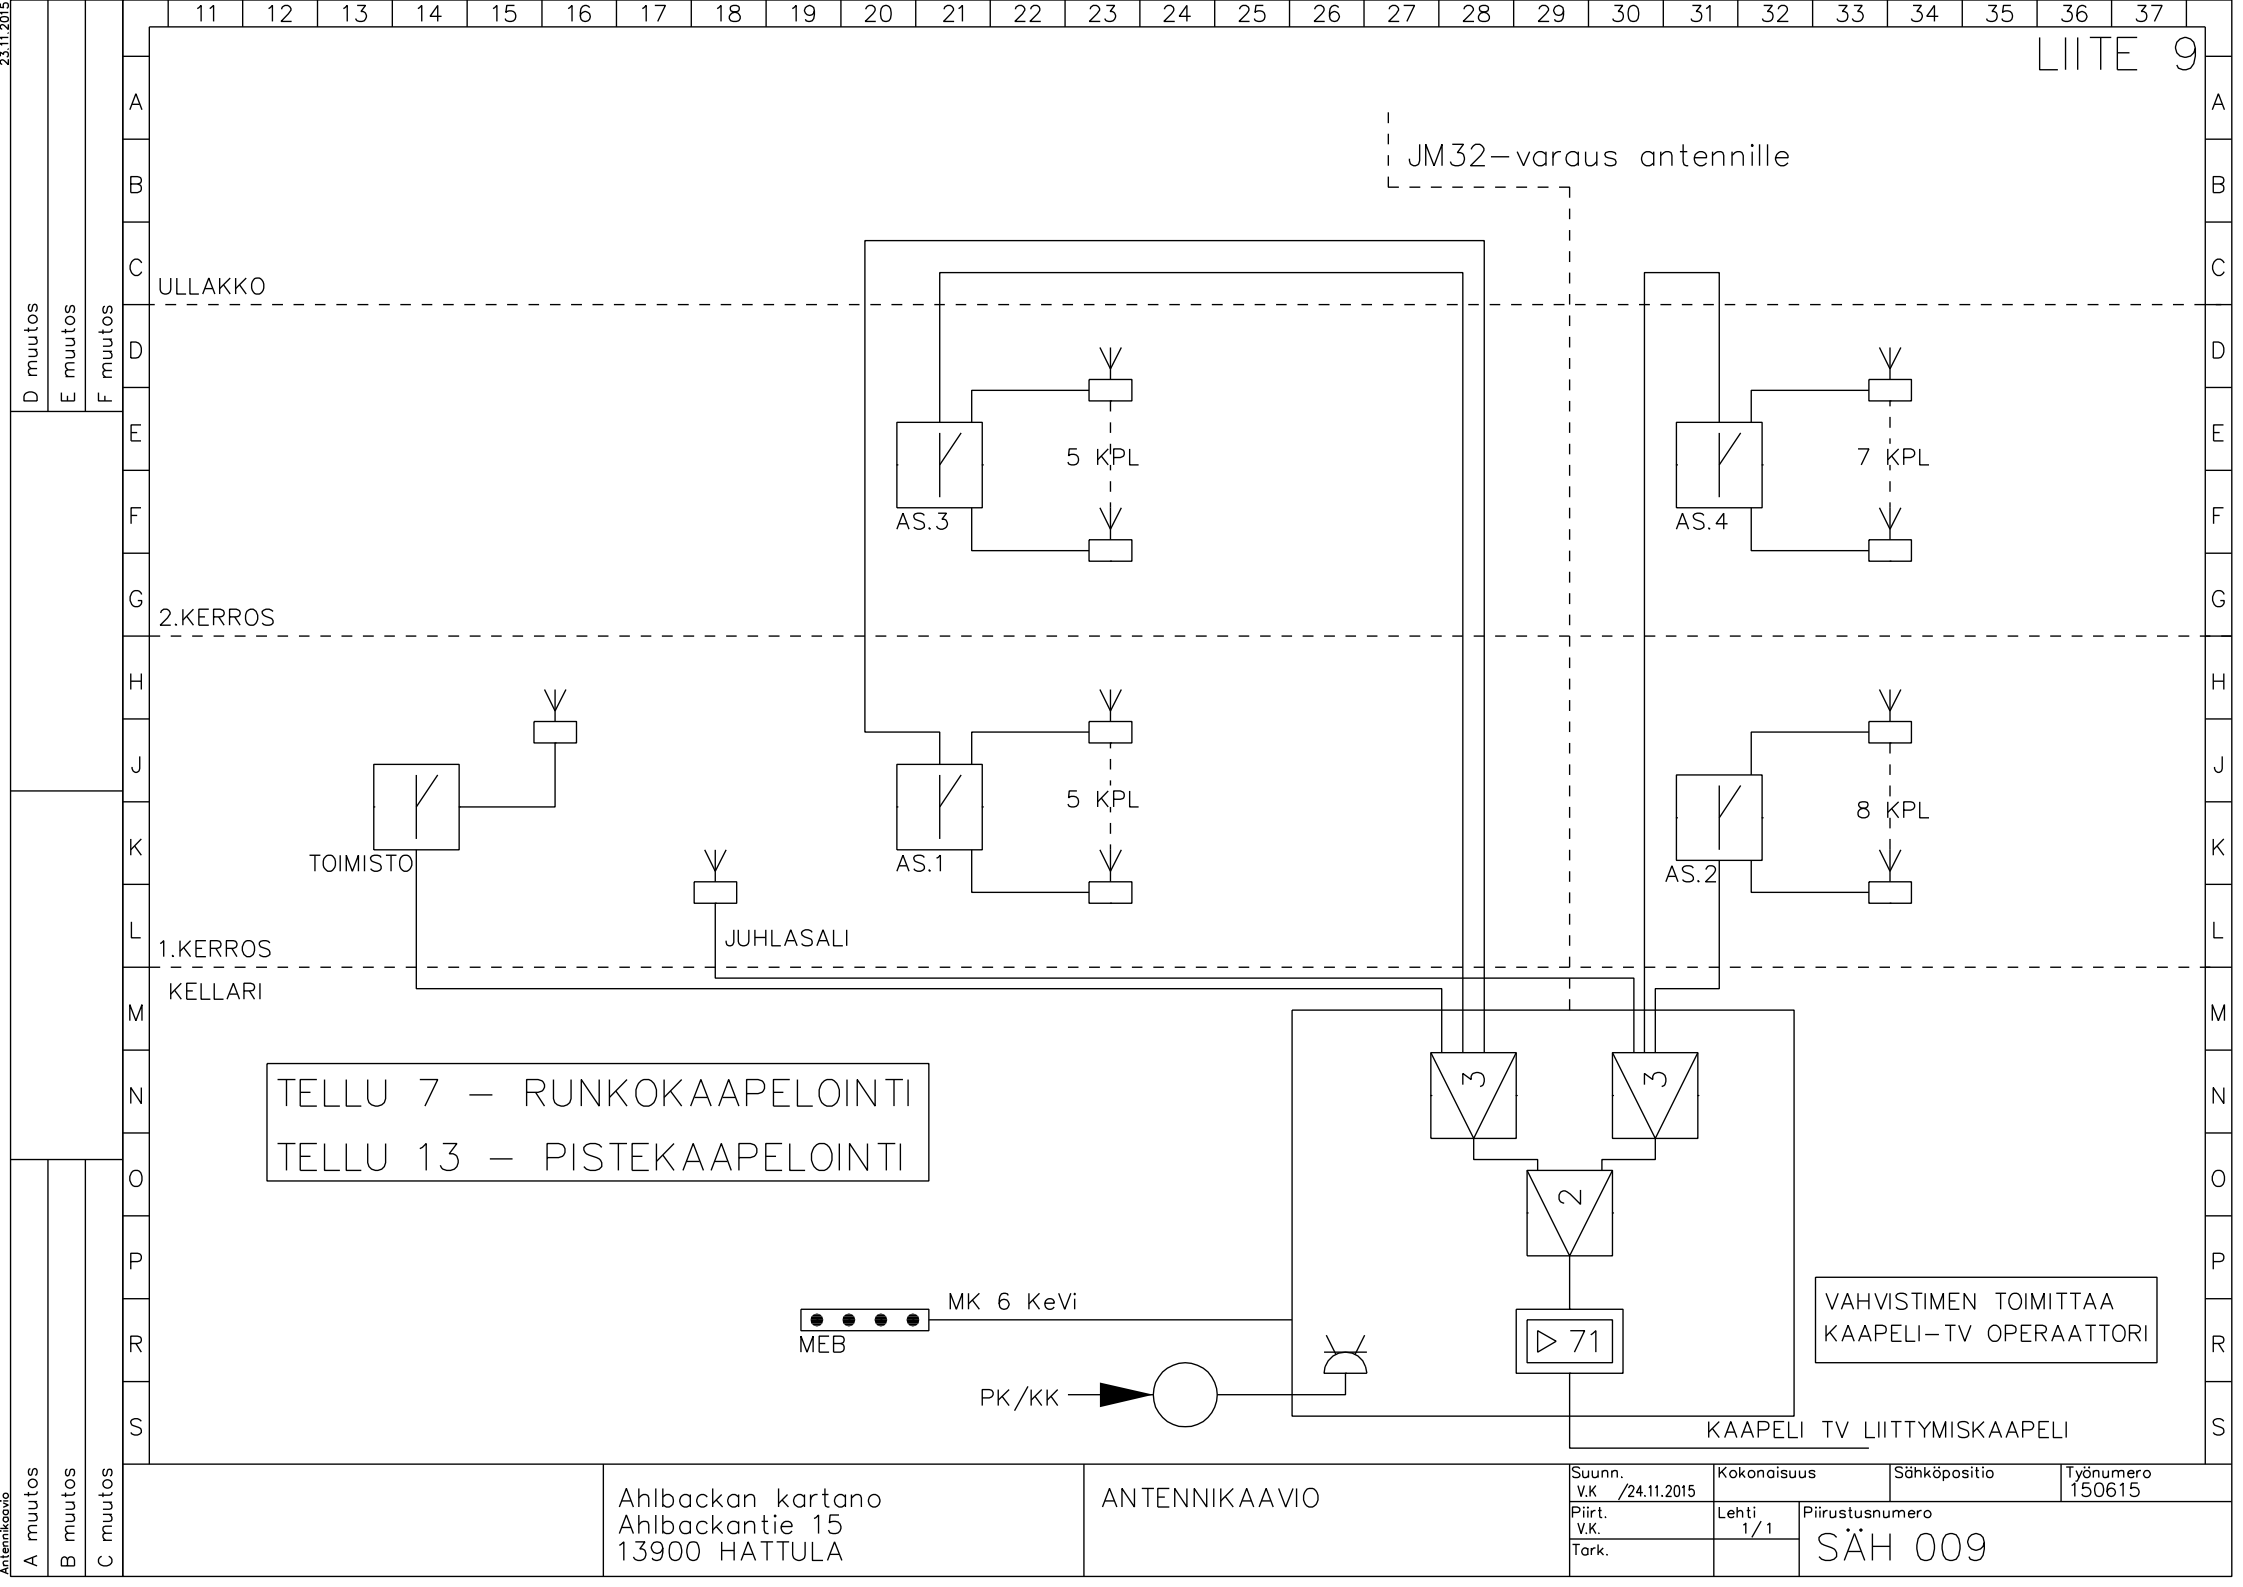 23.11.2015
11 12 13 14 15 16 17 18 19 20 21 22 23 24 25 26 27 28 29 30 31 32 33 34 35 36 37
LIITE 9
A A
JM32-varaus antennille
B B
C C
ULLAKKO
D muutos
E muutos
F muutos
D D
E E
5 KPL
7 KPL
F F
AS.3
AS.4
G G
2.KERROS
H H
J J
5 KPL
8 KPL
K K
TOIMISTO
AS.1
AS.2
L L
JUHLASALI
1.KERROS
KELLARI
M M
3 3
N N
TELLU 7 - RUNKOKAAPELOINTI
TELLU 13 - PISTEKAAPELOINTI
O O
2
P P
MK 6 KeVi
VAHVISTIMEN TOIMITTAA
KAAPELI-TV OPERAATTORI
R R
MEB
71
PK/KK
S S
KAAPELI TV LIITTYMISKAAPELI
A muutos
B muutos
C muutos
Antennikaavio
Ahlbackan kartano
Ahlbackantie 15
13900 HATTULA
ANTENNIKAAVIO
Suunn.
V.K /24.11.2015
Kokonaisuus
Sähköpositio
Työnumero
150615
Piirt.
V.K.
Lehti
1/1
Piirustusnumero
SÄH 009
Tark.